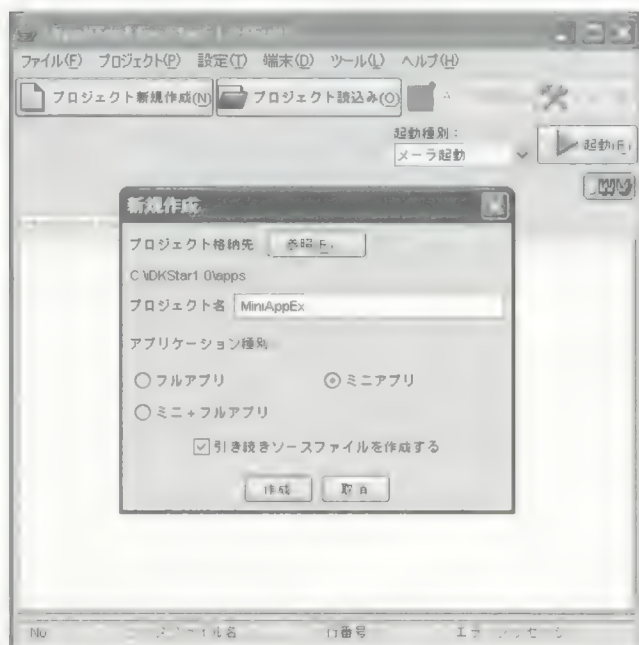 ファイル(F) プロジェクト(P) 設定(T) 端末(D) ツール(L) ヘルプ(H)
プロジェクト新規作成(N) プロジェクト読込み(O)
起動種別:
メーラ起動 起動(E)
新規作成
プロジェクト格納先 参照
プロジェクト名 MiniAppEx
アプリケーション種別
フルアプリ ミニアプリ
ミニ+フルアプリ
引き続きソースファイルを作成する
作成
No 行番号